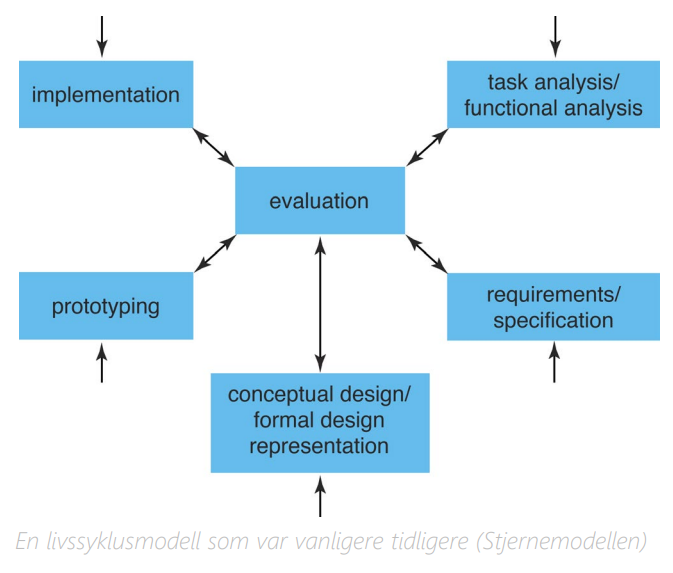 implementation
task analysis/
functional analysis
evaluation
prototyping
requirements/
specification
conceptual design/
formal design
representation
En livssyklusmodell som var vanligere tidligere (Stjernemodellen)